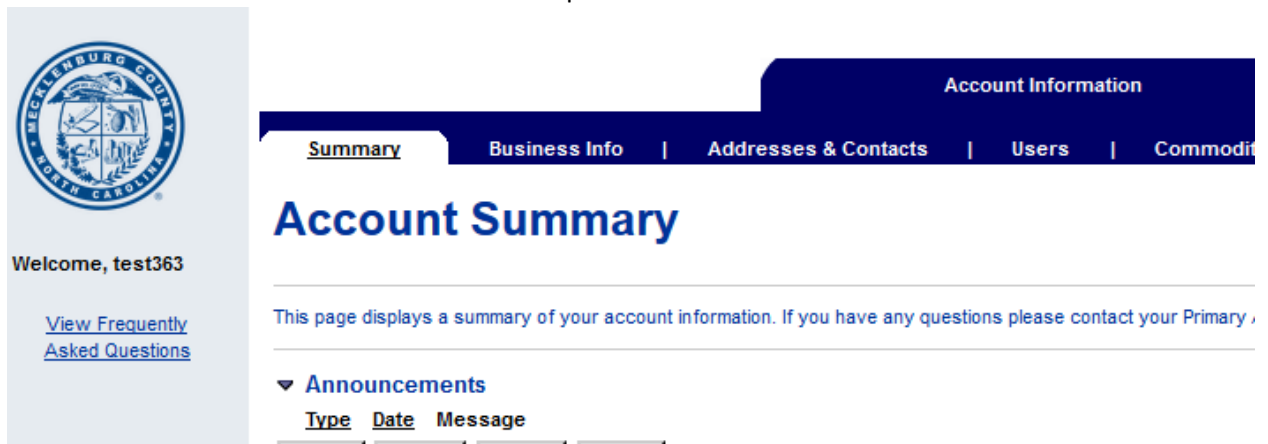 MECKLENBURG COUNTY
NORTH CAROLINA
Account Information
Summary Business Info | Addresses & Contacts | Users | Commodit
Account Summary
Welcome, test363
View Frequently
Asked Questions
This page displays a summary of your account information. If you have any questions please contact your Primary
Announcements
Type Date Message